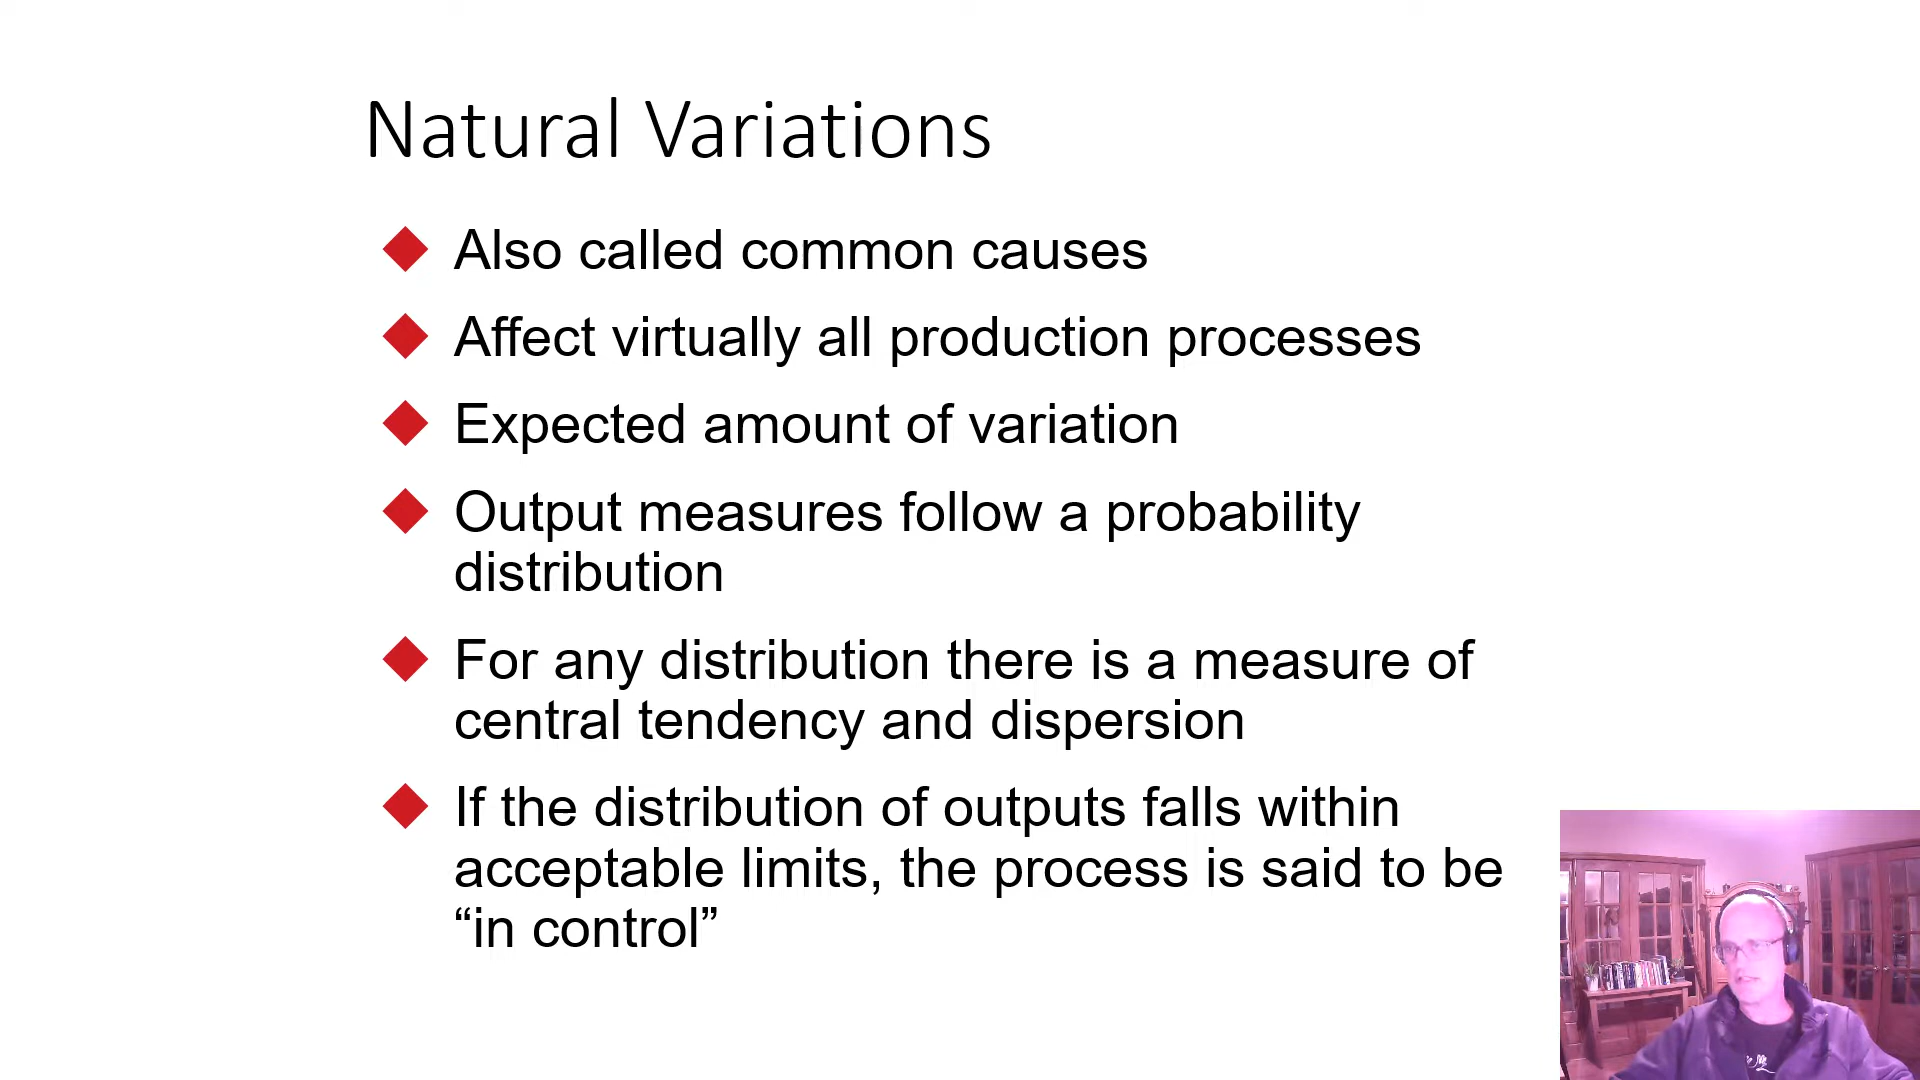 Natural Variations
Also called common causes
Affect virtually all production processes
Expected amount of variation
Output measures follow a probability
distribution
For any distribution there is a measure of
central tendency and dispersion
If the distribution of outputs falls within
acceptable limits, the process is said to be
“in control”